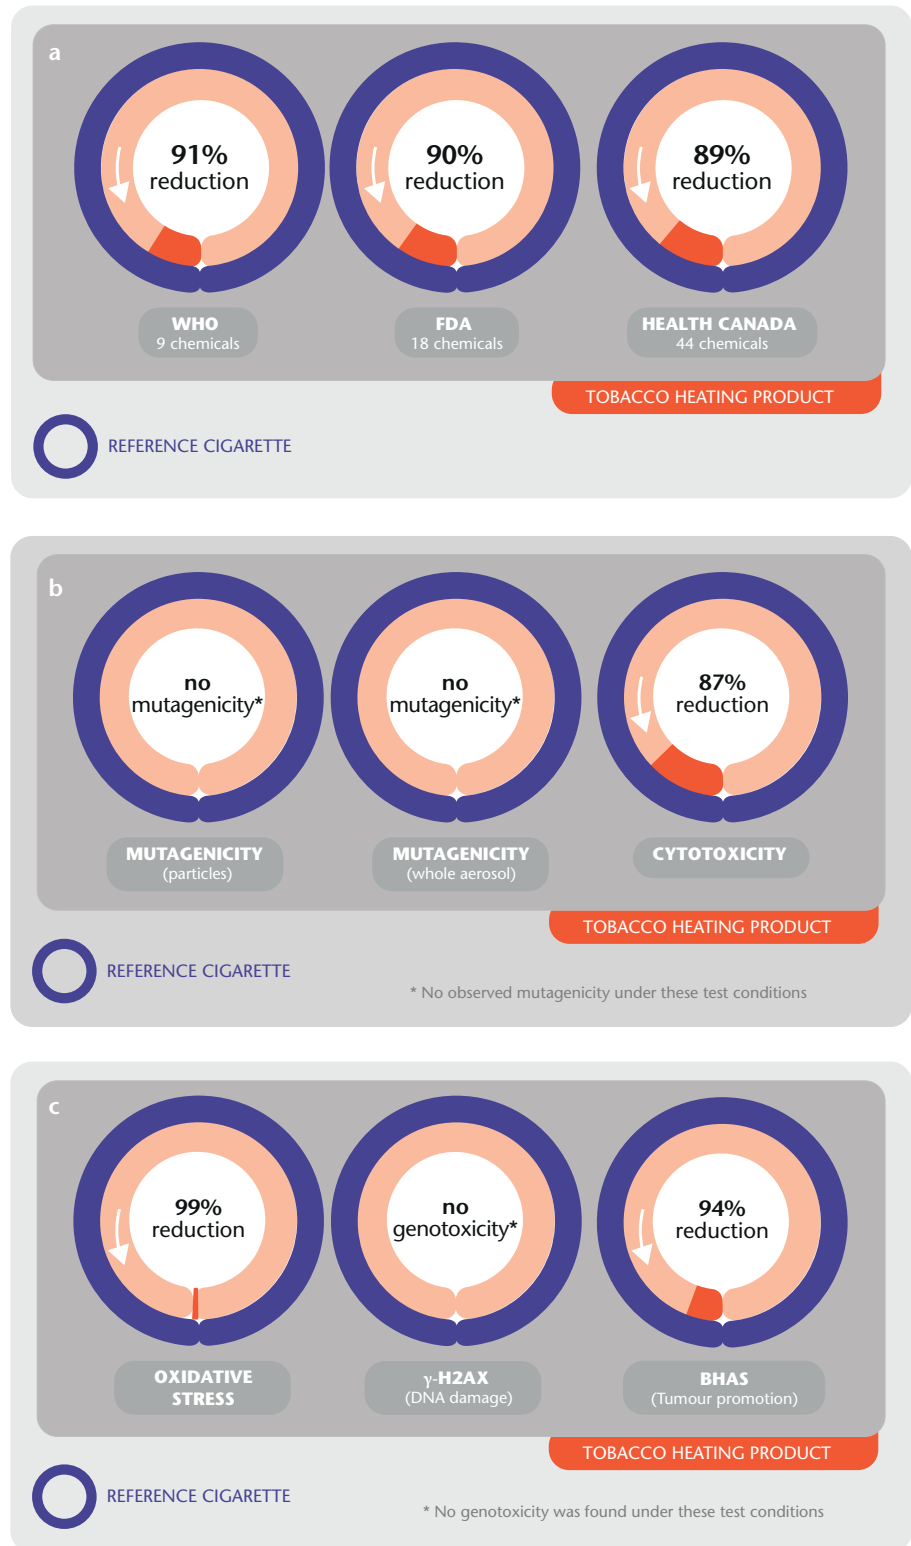 a
91%
reduction
90%
reduction
89%
reduction
WHO
9 chemicals
FDA
18 chemicals
HEALTH CANADA
44 chemicals
TOBACCO HEATING PRODUCT
REFERENCE CIGARETTE
b
no
mutagenicity*
no
mutagenicity*
87%
reduction
MUTAGENICITY
(particles)
MUTAGENICITY
(whole aerosol)
CYTOTOXICITY
TOBACCO HEATING PRODUCT
REFERENCE CIGARETTE
* No observed mutagenicity under these test conditions
c
99%
reduction
no
genotoxicity*
94%
reduction
OXIDATIVE
STRESS
γ-H2AX
(DNA damage)
BHAS
(Tumour promotion)
TOBACCO HEATING PRODUCT
REFERENCE CIGARETTE
* No genotoxicity was found under these test conditions